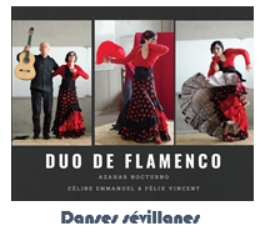 DUO DE FLAMENCO
AZAHAR NOCTURNO
CÉLINE EMMANUEL & FÉLIX VINCENT
Danses sévillanes